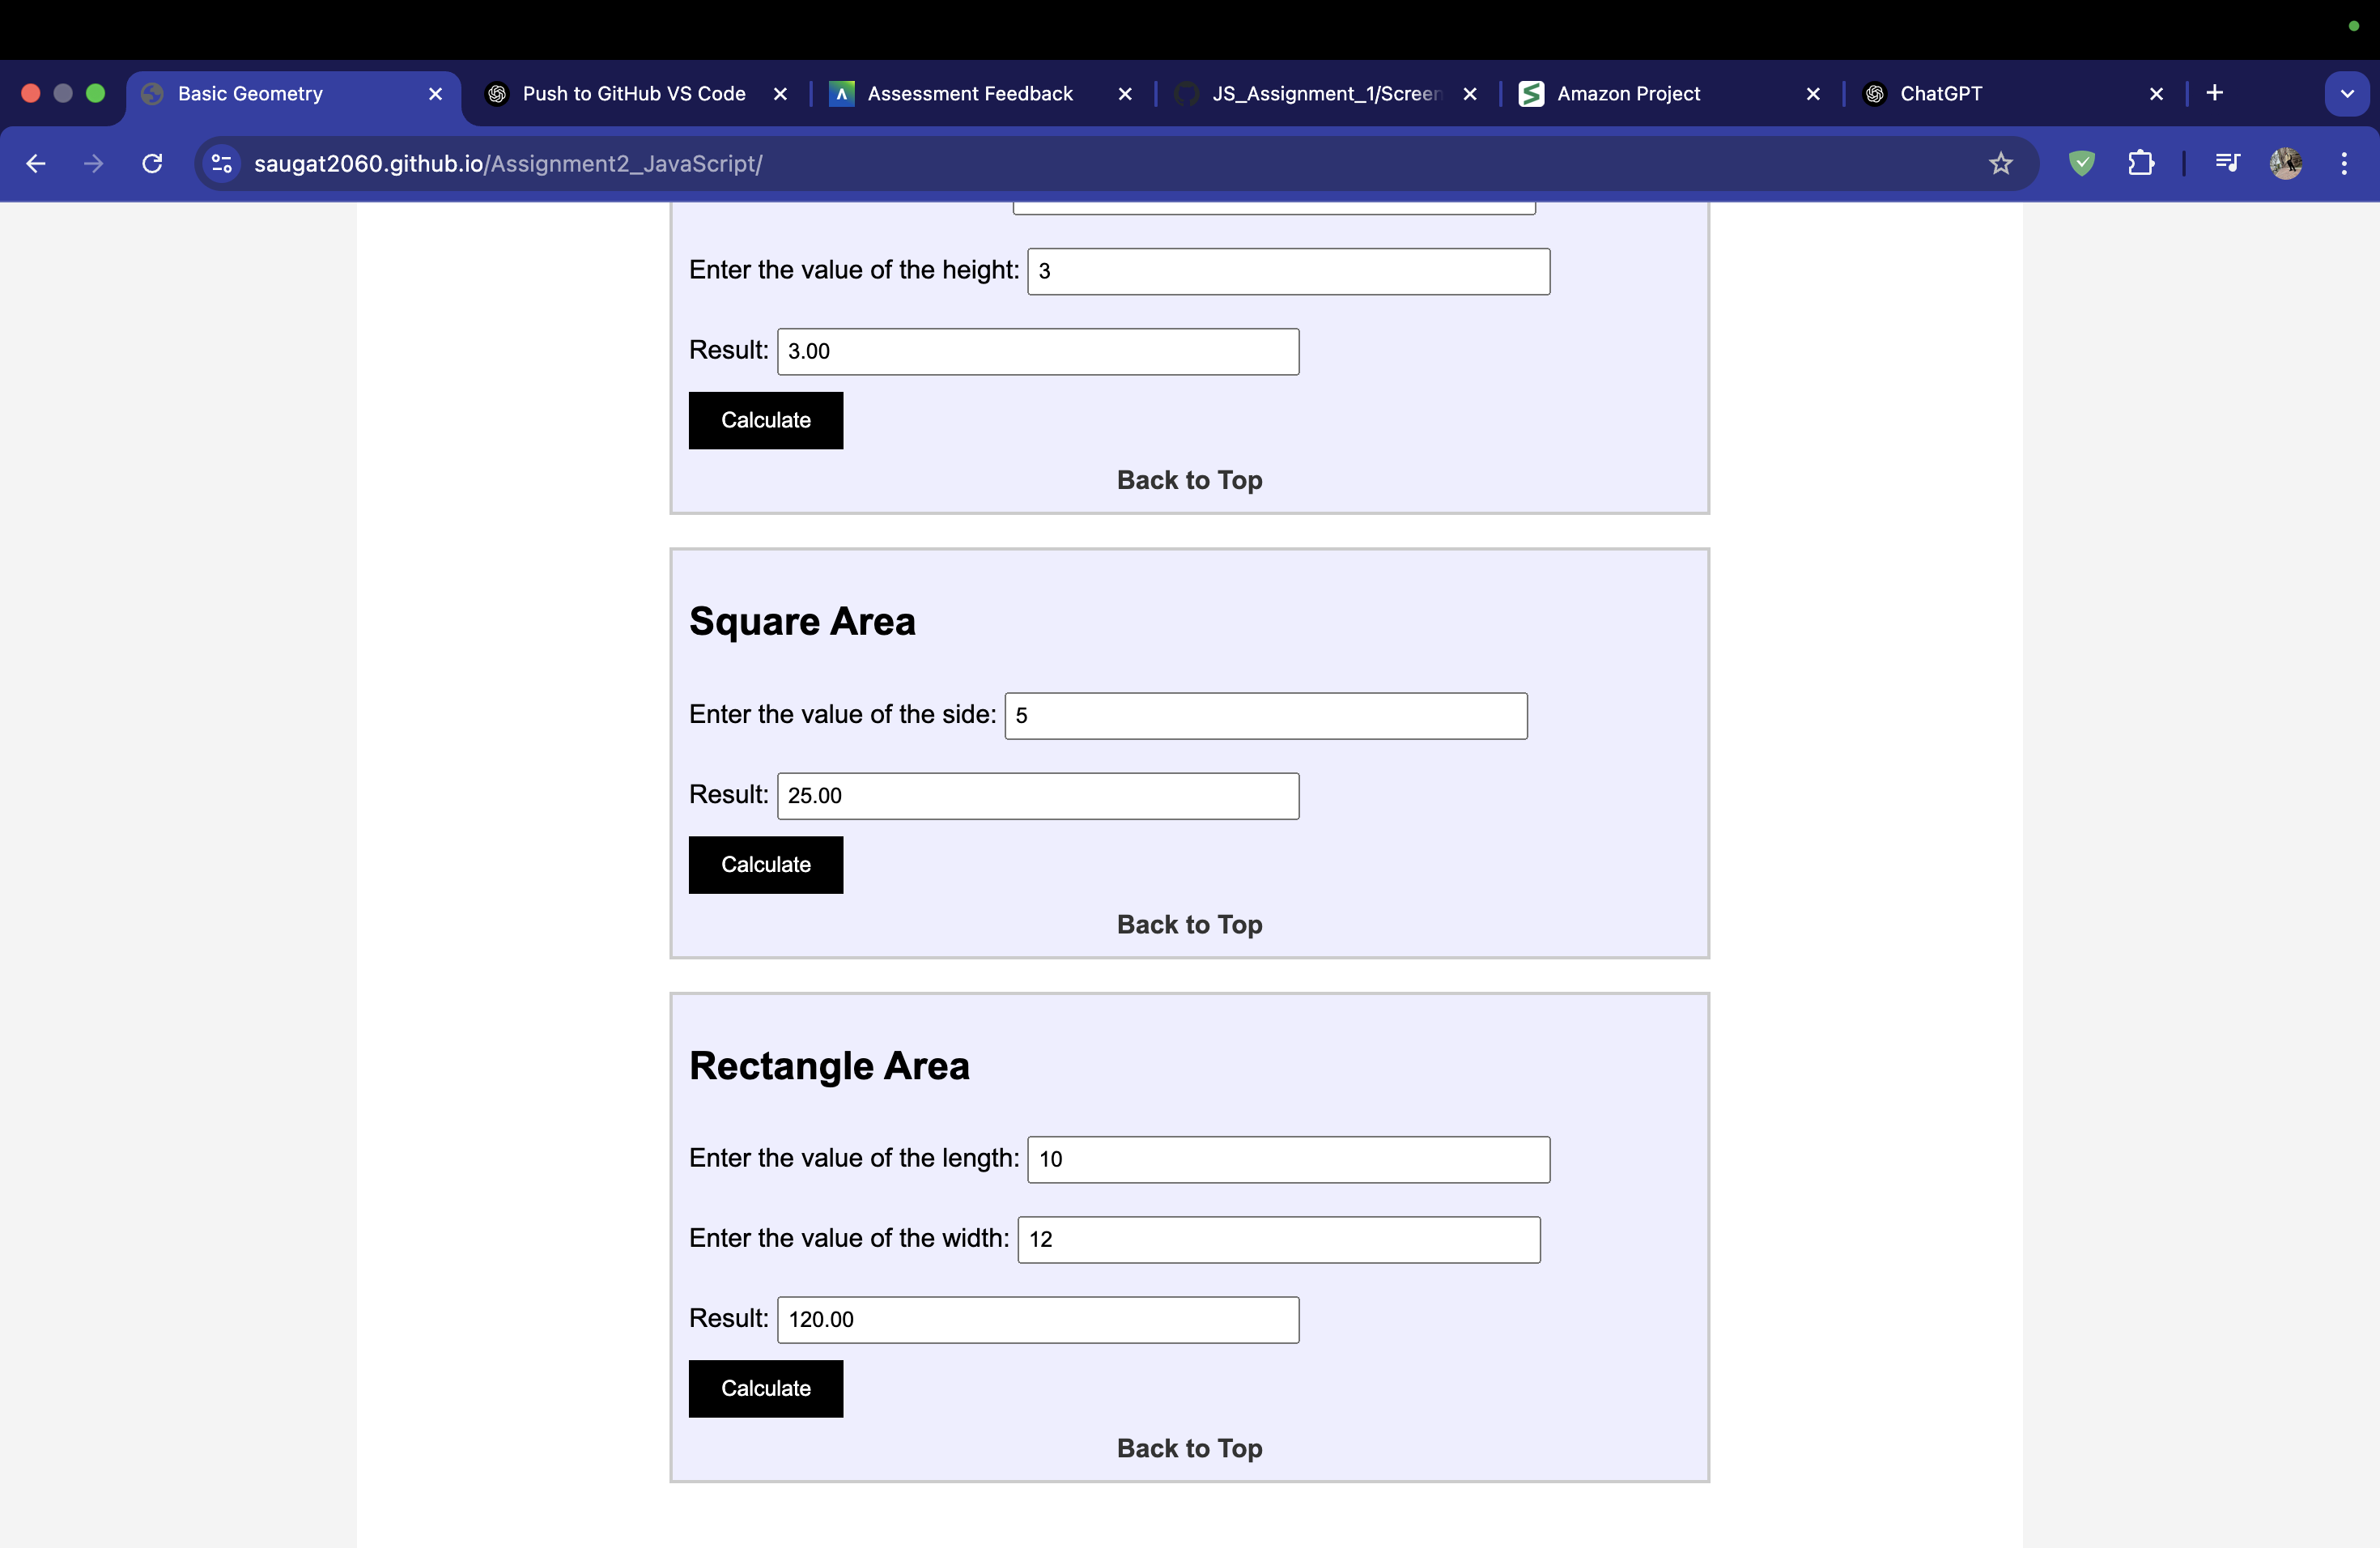 Basic Geometry
Push to GitHub VS Code
Assessment Feedback
JS_Assignment_1/Screen
Amazon Project
ChatGPT
saugat2060.github.io/Assignment2_JavaScript/
Enter the value of the height: 3
Result: 3.00
Calculate
Back to Top
Square Area
Enter the value of the side: 5
Result: 25.00
Calculate
Back to Top
Rectangle Area
Enter the value of the length: 10
Enter the value of the width: 12
Result: 120.00
Calculate
Back to Top